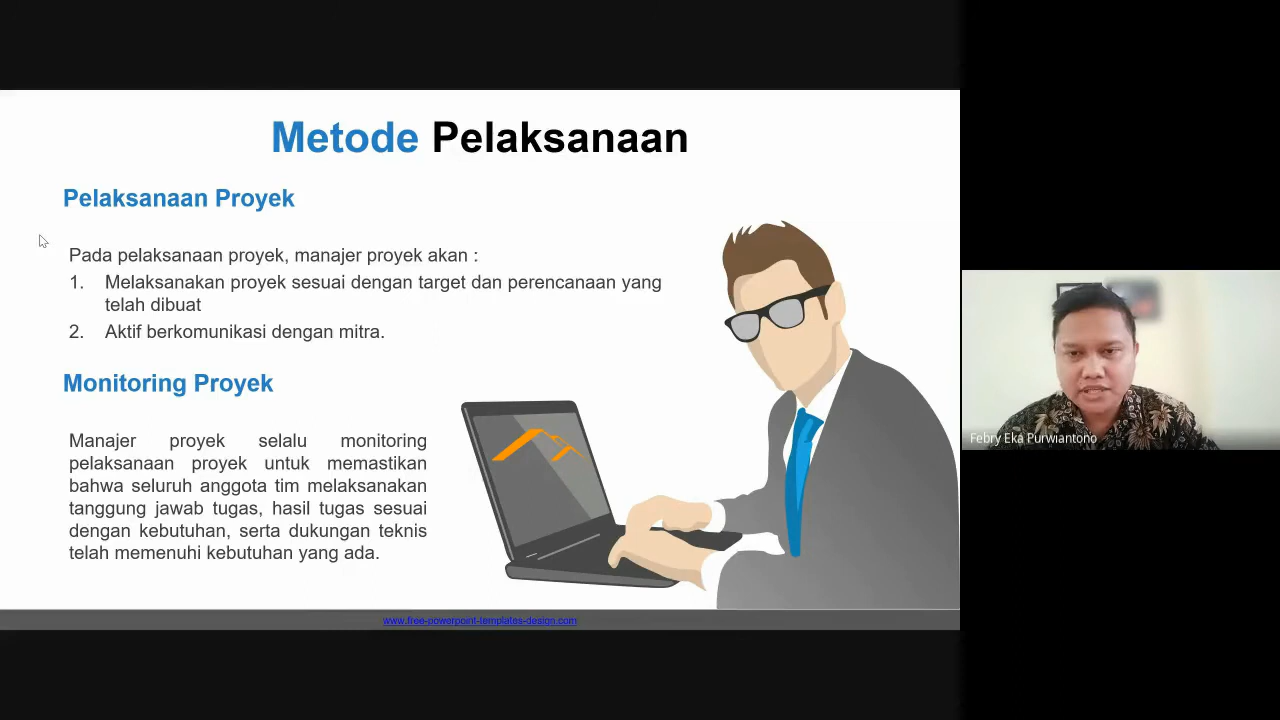 Metode Pelaksanaan
Pelaksanaan Proyek
Pada pelaksanaan proyek, manajer proyek akan :
1. Melaksanakan proyek sesuai dengan target dan perencanaan yang
telah dibuat
2. Aktif berkomunikasi dengan mitra.
Monitoring Proyek
Manajer proyek selalu monitoring
pelaksanaan proyek untuk memastikan
bahwa seluruh anggota tim melaksanakan
tanggung jawab tugas, hasil tugas sesuai
dengan kebutuhan, serta dukungan teknis
telah memenuhi kebutuhan yang ada.
www.free-powerpoint-templates-design.com
Febry Eka Purwiantono